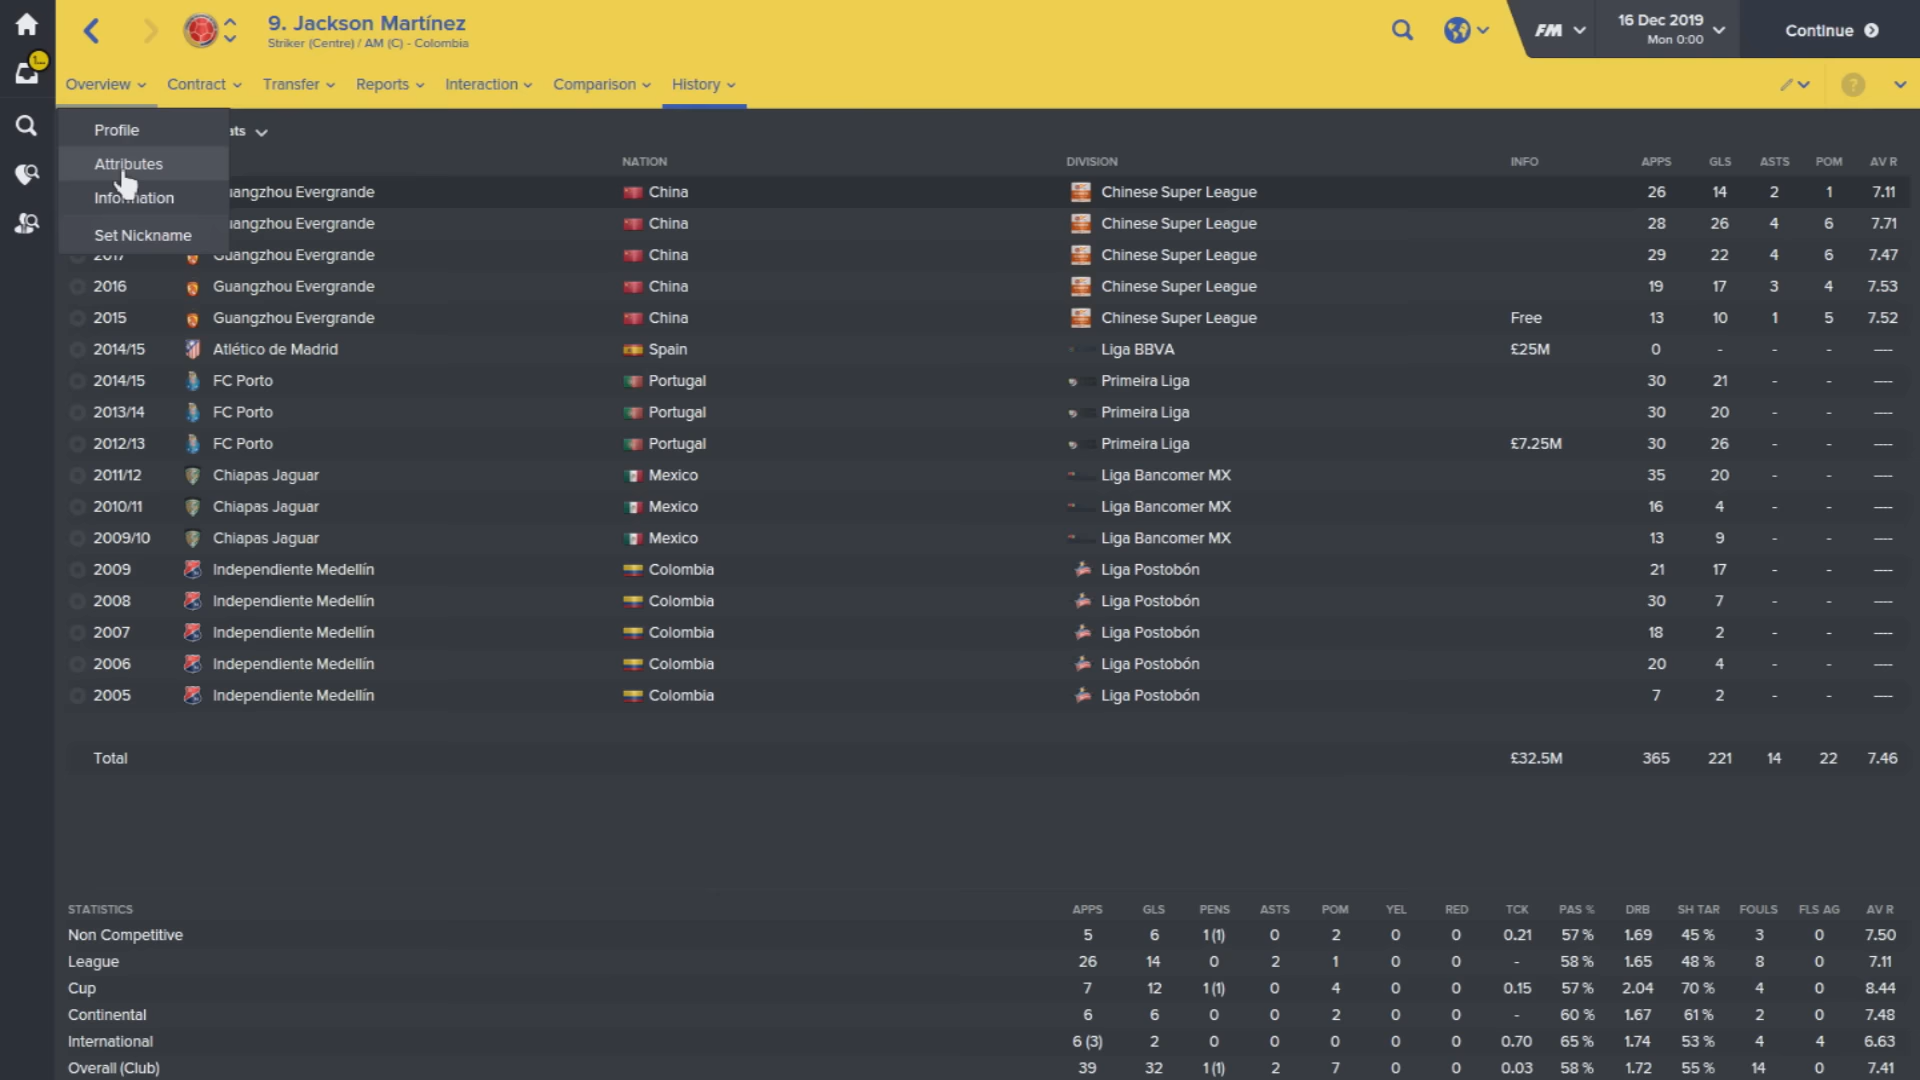 9. Jackson Martínez
Striker (Centre) / AM (C) - Colombia
FM
16 Dec 2019
Mon 0:00
Continue
Overview Contract Transfer Reports Interaction Comparison History
?
Profile
Attributes
Information
Set Nickname
NATION DIVISION INFO APPS GLS ASTS POM AV R
China Chinese Super League 26 14 2 1 7.11
China Chinese Super League 28 26 4 6 7.71
2017 Guangzhou Evergrande China Chinese Super League 29 22 4 6 7.47
2016 Guangzhou Evergrande China Chinese Super League 19 17 3 4 7.53
2015 Guangzhou Evergrande China Chinese Super League Free 13 10 1 5 7.52
2014/15 Atlético de Madrid Spain Liga BBVA £25M 0 - - - ----
2014/15 FC Porto Portugal Primeira Liga 30 21 - - ----
2013/14 FC Porto Portugal Primeira Liga 30 20 - - ----
2012/13 FC Porto Portugal Primeira Liga £7.25M 30 26 - - ----
2011/12 Chiapas Jaguar Mexico Liga Bancomer MX 35 20 - - ----
2010/11 Chiapas Jaguar Mexico Liga Bancomer MX 16 4 - - ----
2009/10 Chiapas Jaguar Mexico Liga Bancomer MX 13 9 - - ----
2009 Independiente Medellín Colombia Liga Postobón 21 17 - - ----
2008 Independiente Medellín Colombia Liga Postobón 30 7 - - ----
2007 Independiente Medellín Colombia Liga Postobón 18 2 - - ----
2006 Independiente Medellín Colombia Liga Postobón 20 4 - - ----
2005 Independiente Medellín Colombia Liga Postobón 7 2 - - ----
Total £32.5M 365 221 14 22 7.46
STATISTICS APPS GLS PENS ASTS POM YEL RED TCK PAS % DRB SH TAR FOULS FLS AG AV R
Non Competitive 5 6 1 (1) 0 2 0 0 0.21 57 % 1.69 45 % 3 0 7.50
League 26 14 0 2 1 0 0 - 58 % 1.65 48 % 8 0 7.11
Cup 7 12 1 (1) 0 4 0 0 0.15 57 % 2.04 70 % 4 0 8.44
Continental 6 6 0 0 2 0 0 - 60 % 1.67 61 % 2 0 7.48
International 6 (3) 2 0 0 0 0 0 0.70 65 % 1.74 53 % 4 4 6.63
Overall (Club) 39 32 1 (1) 2 7 0 0 0.03 58 % 1.72 55 % 14 0 7.41